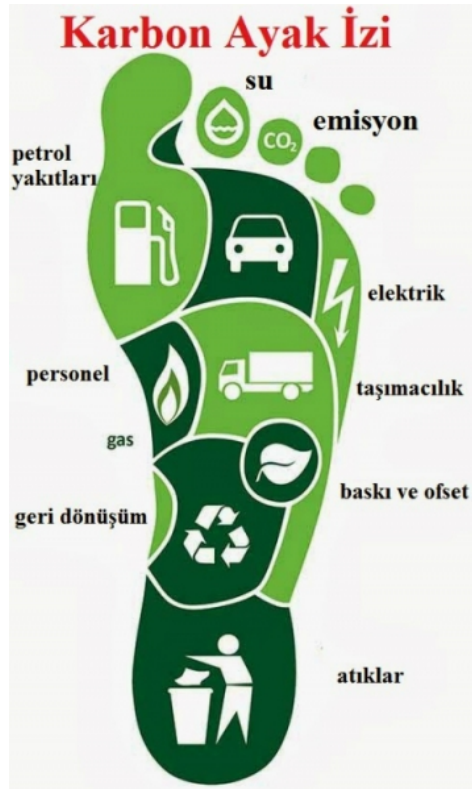 Karbon Ayak İzi
su
emisyon
CO₂
petrol
yakıtları
elektrik
personel
taşımacılık
gas
baskı ve ofset
geri dönüşüm
atıklar